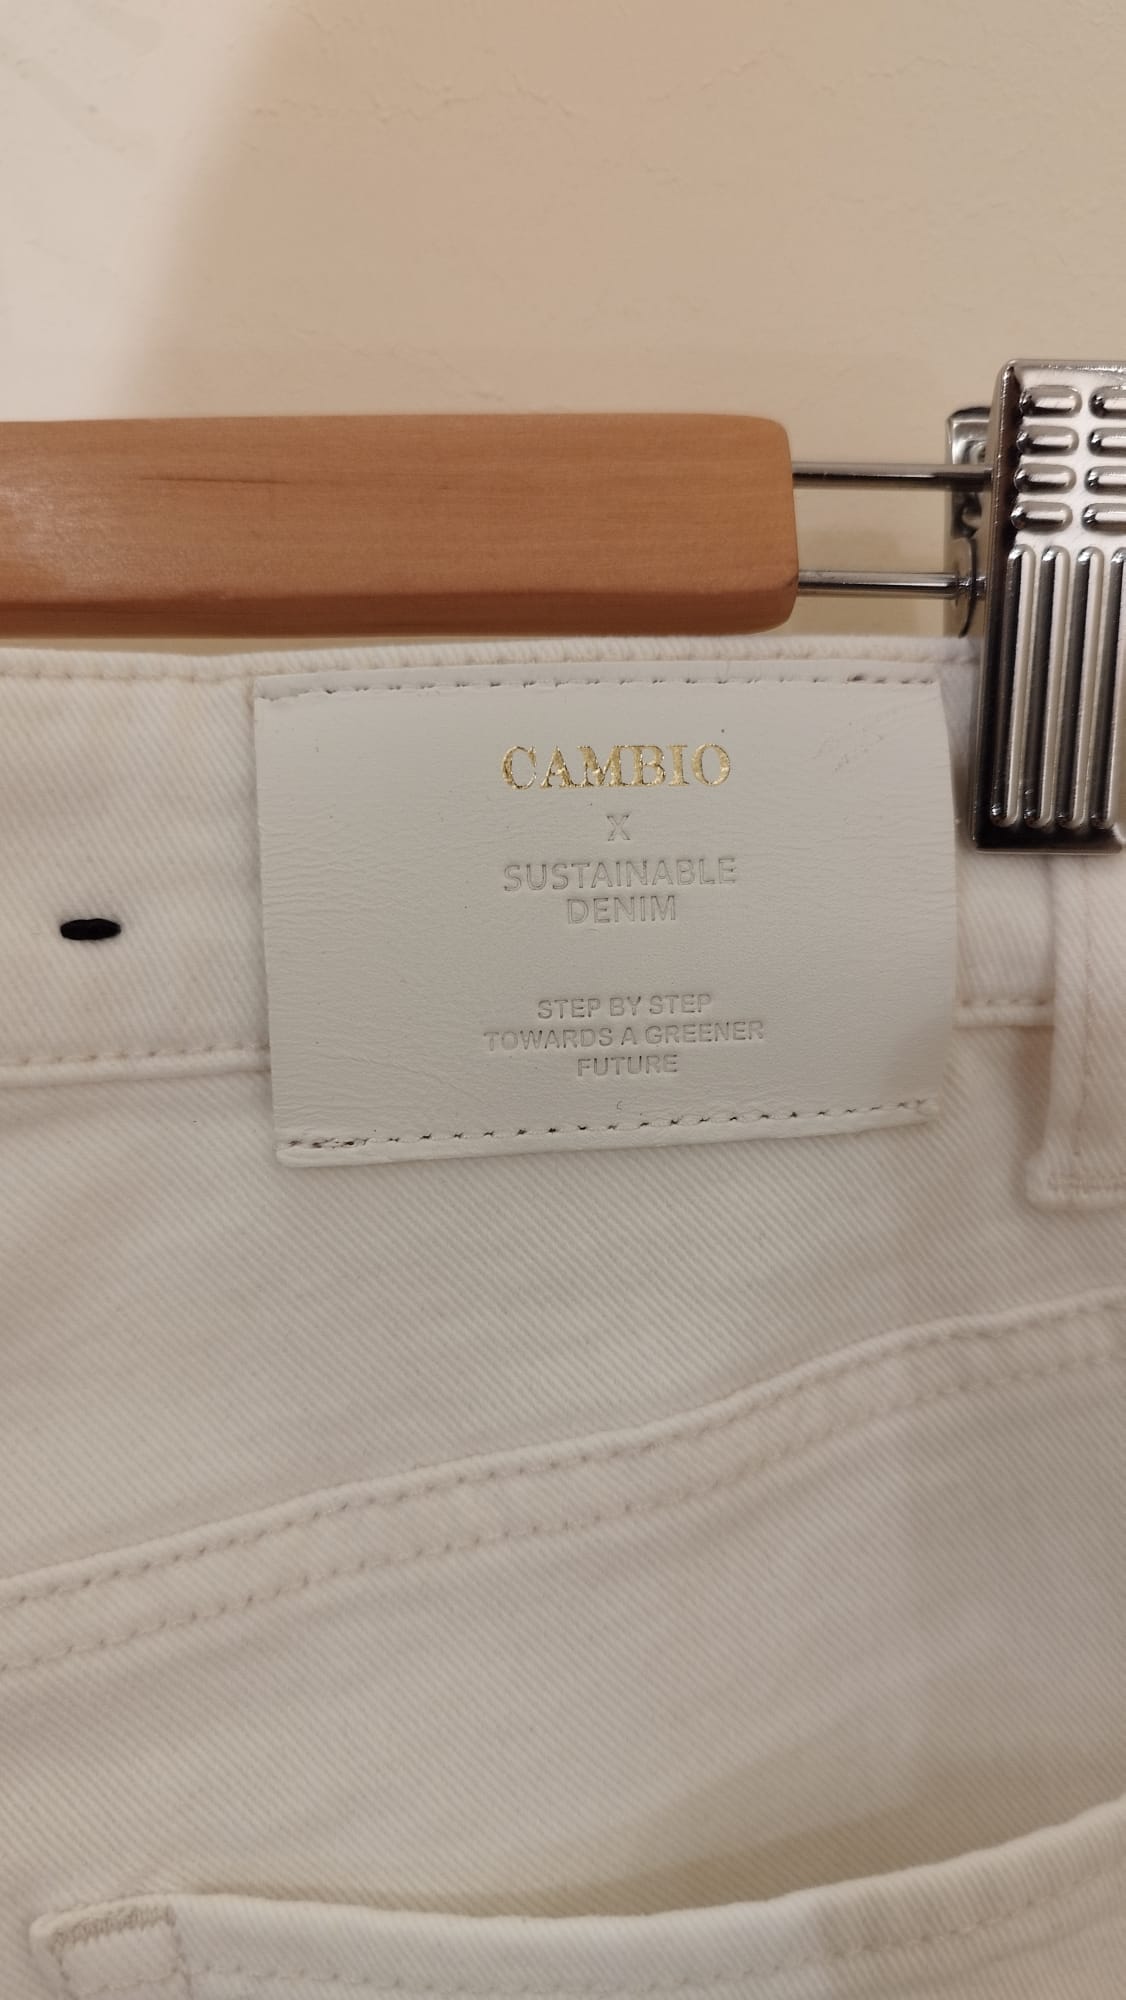 CAMBIO
X
SUSTAINABLE
DENIM
STEP BY STEP
TOWARDS A GREENER
FUTURE